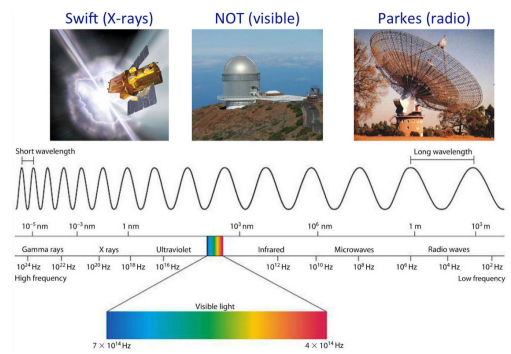 Swift (X-rays) NOT (visible) Parkes (radio)
Short wavelength Long wavelength
10⁻⁵ nm 10⁻³ nm 1 nm 10³ nm 10⁶ nm 1 m 10³ m
Gamma rays X rays Ultraviolet Infrared Microwaves Radio waves
10²⁴ Hz 10²² Hz 10²⁰ Hz 10¹⁸ Hz 10¹⁶ Hz 10¹² Hz 10¹⁰ Hz 10⁸ Hz 10⁶ Hz 10⁴ Hz 10² Hz
High frequency Low frequency
Visible light
7 × 10¹⁴ Hz 4 × 10¹⁴ Hz